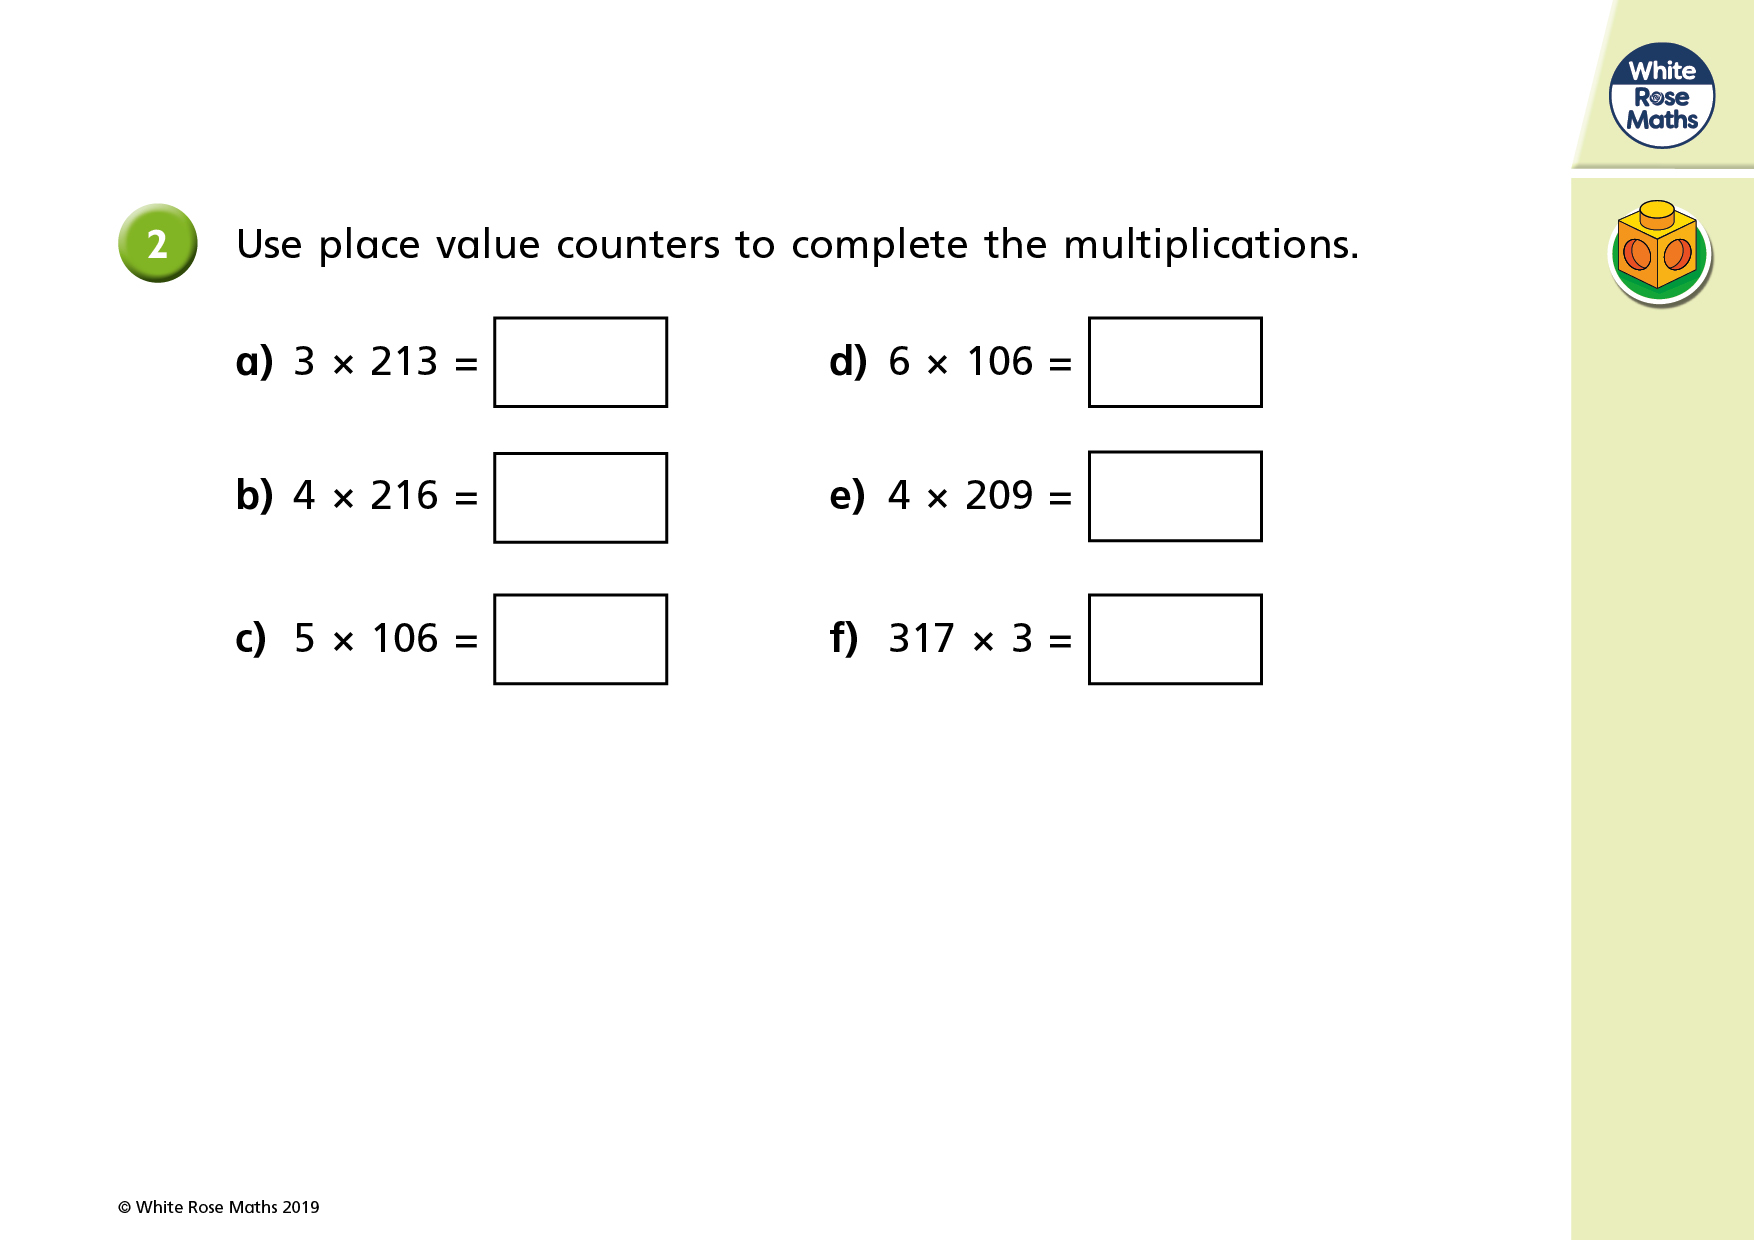 White
Rose
Maths
2 Use place value counters to complete the multiplications.
a) 3 × 213 =
d) 6 × 106 =
b) 4 × 216 =
e) 4 × 209 =
c) 5 × 106 =
f) 317 × 3 =
© White Rose Maths 2019